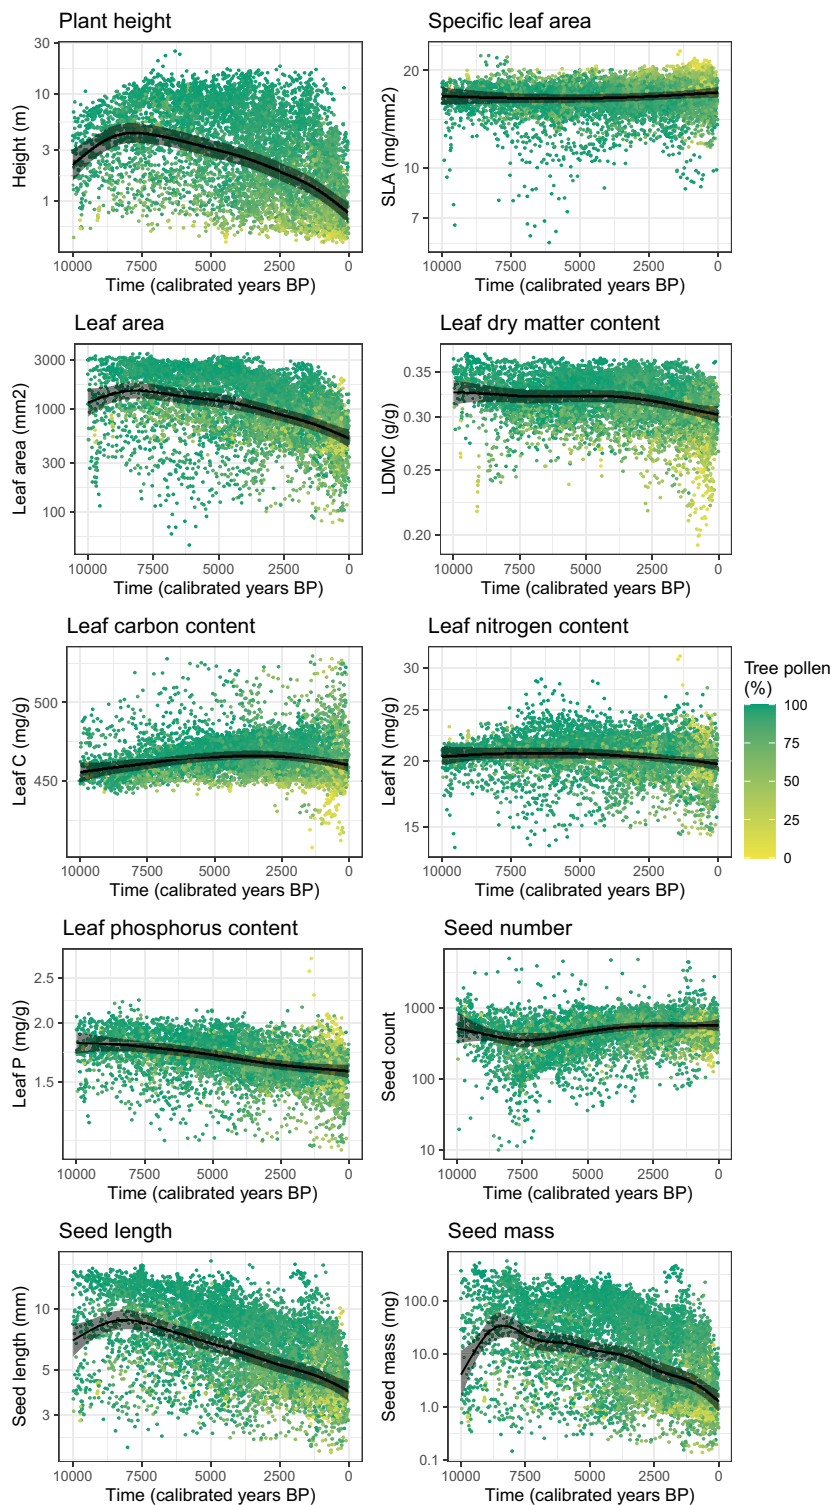 Plant height
Height (m)
30
10
3
1
10000 7500 5000 2500 0
Time (calibrated years BP)
Specific leaf area
SLA (mg/mm2)
20
10
7
10000 7500 5000 2500 0
Time (calibrated years BP)
Leaf area
Leaf area (mm2)
3000
1000
300
100
10000 7500 5000 2500 0
Time (calibrated years BP)
Leaf dry matter content
LDMC (g/g)
0.35
0.30
0.25
0.20
10000 7500 5000 2500 0
Time (calibrated years BP)
Leaf carbon content
Leaf C (mg/g)
500
450
10000 7500 5000 2500 0
Time (calibrated years BP)
Leaf nitrogen content
Leaf N (mg/g)
30
25
20
15
10000 7500 5000 2500 0
Time (calibrated years BP)
Tree pollen
(%)
100
75
50
25
0
Leaf phosphorus content
Leaf P (mg/g)
2.5
2.0
1.5
10000 7500 5000 2500 0
Time (calibrated years BP)
Seed number
Seed count
1000
100
10
10000 7500 5000 2500 0
Time (calibrated years BP)
Seed length
Seed length (mm)
10
5
3
10000 7500 5000 2500 0
Time (calibrated years BP)
Seed mass
Seed mass (mg)
100.0
10.0
1.0
0.1
10000 7500 5000 2500 0
Time (calibrated years BP)